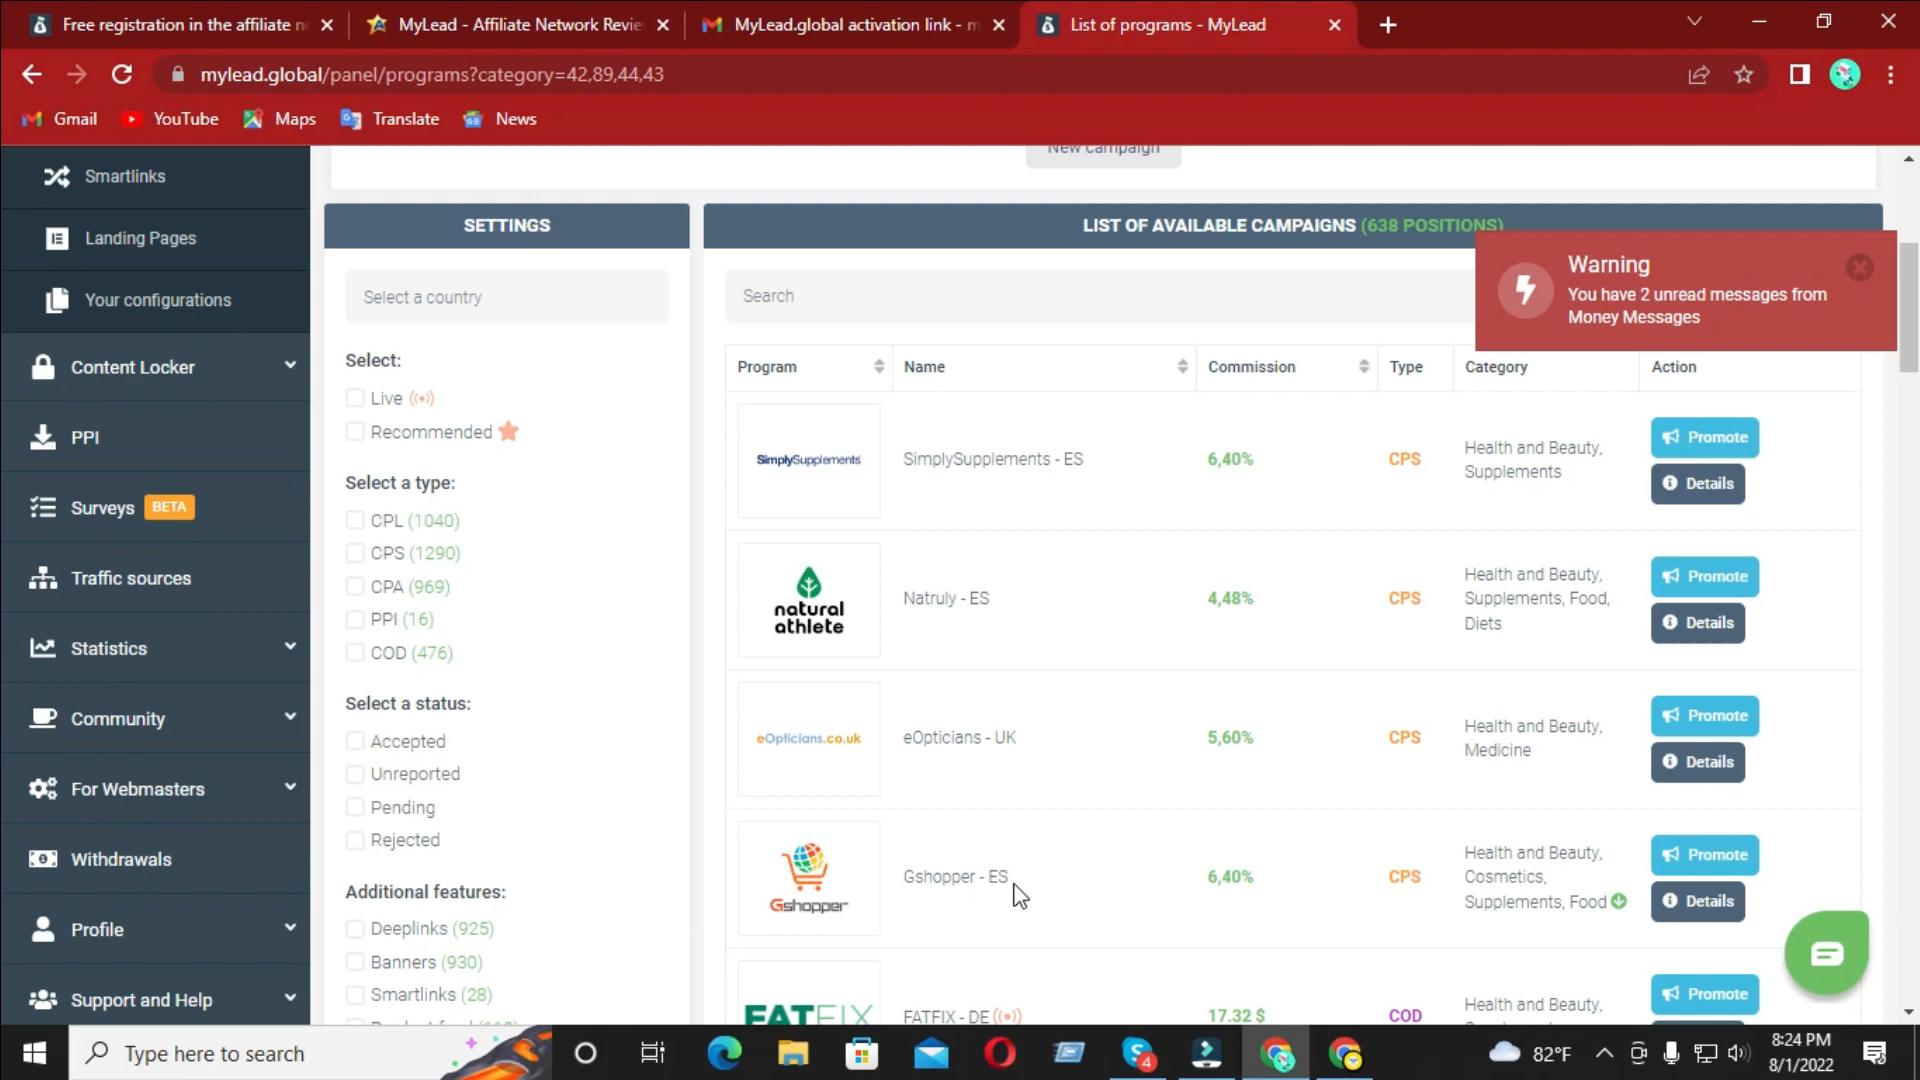 Free registration in the affiliate n
MyLead - Affiliate Network Revie
MyLead.global activation link - m
List of programs - MyLead
mylead.global/panel/programs?category=42,89,44,43
Gmail
YouTube
Maps
Translate
News
Smartlinks
Landing Pages
Your configurations
Content Locker
PPI
Surveys BETA
Traffic sources
Statistics
Community
For Webmasters
Withdrawals
Profile
Support and Help
New campaign
SETTINGS
Select a country
Select:
Live
Recommended
Select a type:
CPL (1040)
CPS (1290)
CPA (969)
PPI (16)
COD (476)
Select a status:
Accepted
Unreported
Pending
Rejected
Additional features:
Deeplinks (925)
Banners (930)
Smartlinks (28)
LIST OF AVAILABLE CAMPAIGNS (638 POSITIONS)
Warning
You have 2 unread messages from
Money Messages
Search
Program Name Commission Type Category Action
SimplySupplements
SimplySupplements - ES
6,40%
CPS
Health and Beauty,
Supplements
Promote
Details
natural
athlete
Natruly - ES
4,48%
CPS
Health and Beauty,
Supplements, Food,
Diets
Promote
Details
eOpticians.co.uk
eOpticians - UK
5,60%
CPS
Health and Beauty,
Medicine
Promote
Details
Gshopper
Gshopper - ES
6,40%
CPS
Health and Beauty,
Cosmetics,
Supplements, Food
Promote
Details
FATFIX
FATFIX - DE
17.32 $
COD
Health and Beauty,
Promote
Type here to search
4
82°F
8:24 PM
8/1/2022